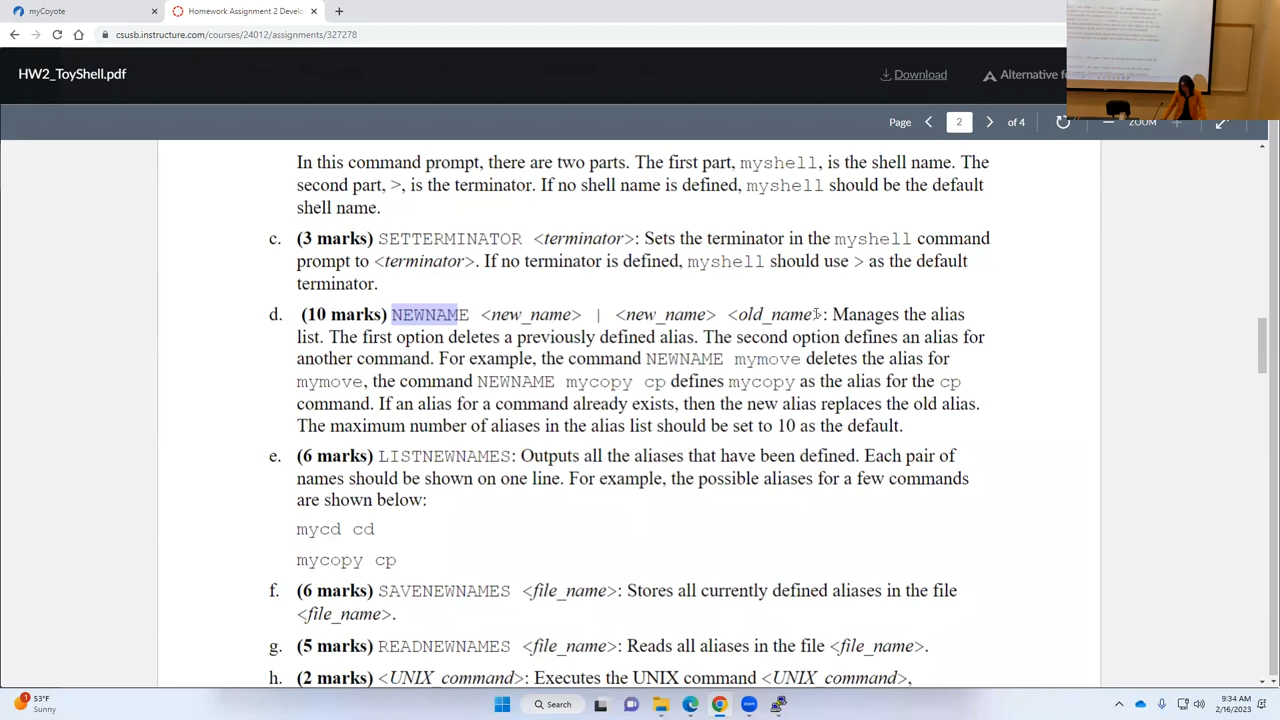 myCoyote
Homework Assignment 2 Develo
78
HW2_ToyShell.pdf
Download
Alternative fo
Page
2
of 4
ZOOM
In this command prompt, there are two parts. The first part, myshell, is the shell name. The
second part, >, is the terminator. If no shell name is defined, myshell should be the default
shell name.
c. (3 marks) SETTERMINATOR <terminator>: Sets the terminator in the myshell command
prompt to <terminator>. If no terminator is defined, myshell should use > as the default
terminator.
d. (10 marks) NEWNAME <new_name> | <new_name> <old_name>: Manages the alias
list. The first option deletes a previously defined alias. The second option defines an alias for
another command. For example, the command NEWNAME mymove deletes the alias for
mymove, the command NEWNAME mycopy cp defines mycopy as the alias for the cp
command. If an alias for a command already exists, then the new alias replaces the old alias.
The maximum number of aliases in the alias list should be set to 10 as the default.
e. (6 marks) LISTNEWNAMES: Outputs all the aliases that have been defined. Each pair of
names should be shown on one line. For example, the possible aliases for a few commands
are shown below:
mycd cd
mycopy cp
f. (6 marks) SAVENEWNAMES <file_name>: Stores all currently defined aliases in the file
<file_name>.
g. (5 marks) READNEWNAMES <file_name>: Reads all aliases in the file <file_name>.
h. (2 marks) <UNIX_command>: Executes the UNIX command <UNIX_command>,
1
53°F
Sunny
Search
zoom
9:34 AM
2/16/2023